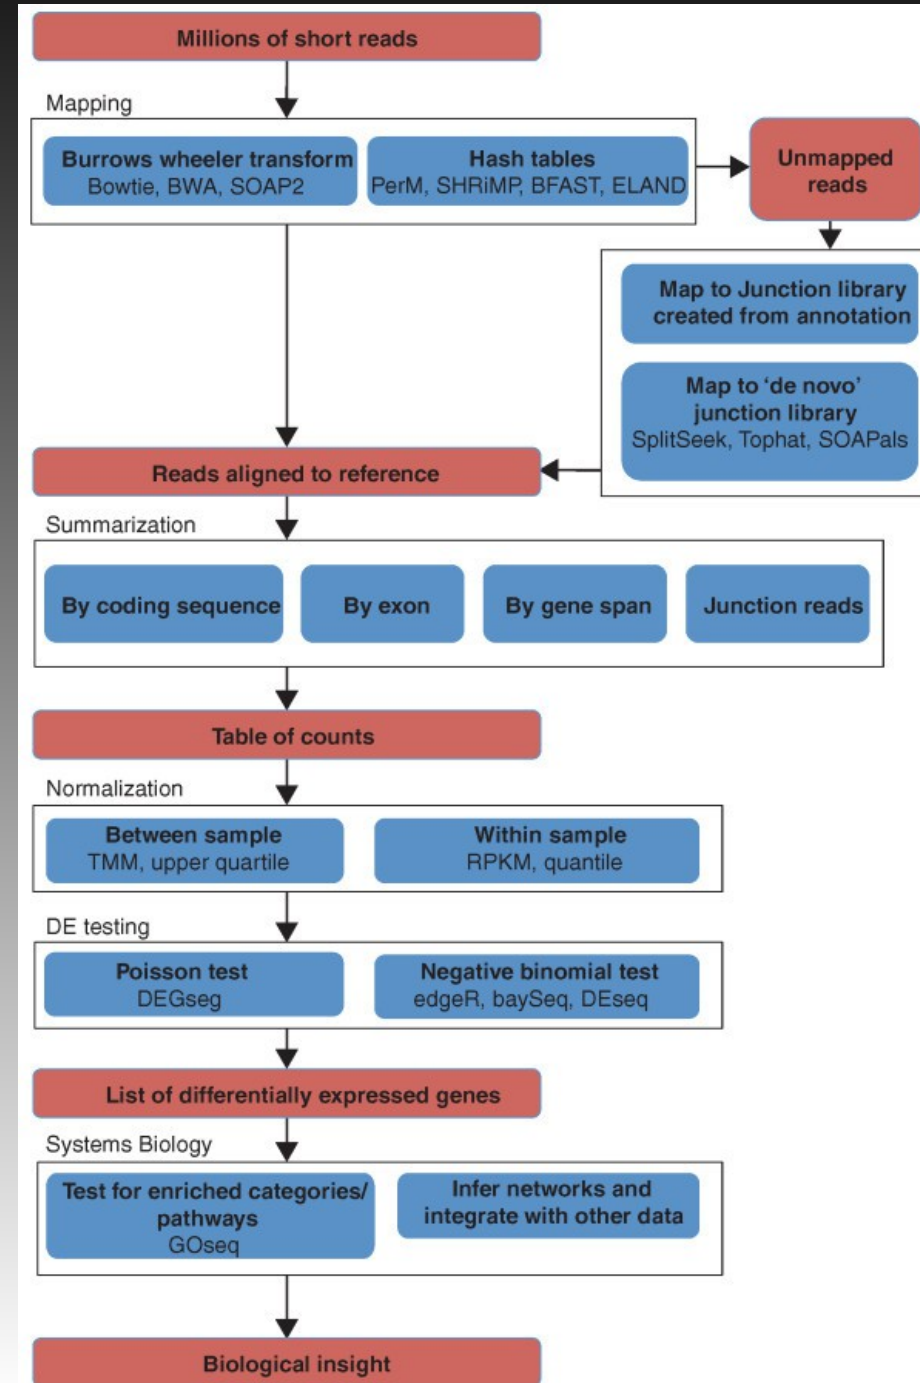 Millions of short reads
Mapping
Burrows wheeler transform
Bowtie, BWA, SOAP2
Hash tables
PerM, SHRiMP, BFAST, ELAND
Unmapped
reads
Map to Junction library
created from annotation
Map to ‘de novo’
junction library
SplitSeek, Tophat, SOAPals
Reads aligned to reference
Summarization
By coding sequence
By exon
By gene span
Junction reads
Table of counts
Normalization
Between sample
TMM, upper quartile
Within sample
RPKM, quantile
DE testing
Poisson test
DEGseg
Negative binomial test
edgeR, baySeq, DEseq
List of differentially expressed genes
Systems Biology
Test for enriched categories/
pathways
GOseq
Infer networks and
integrate with other data
Biological insight